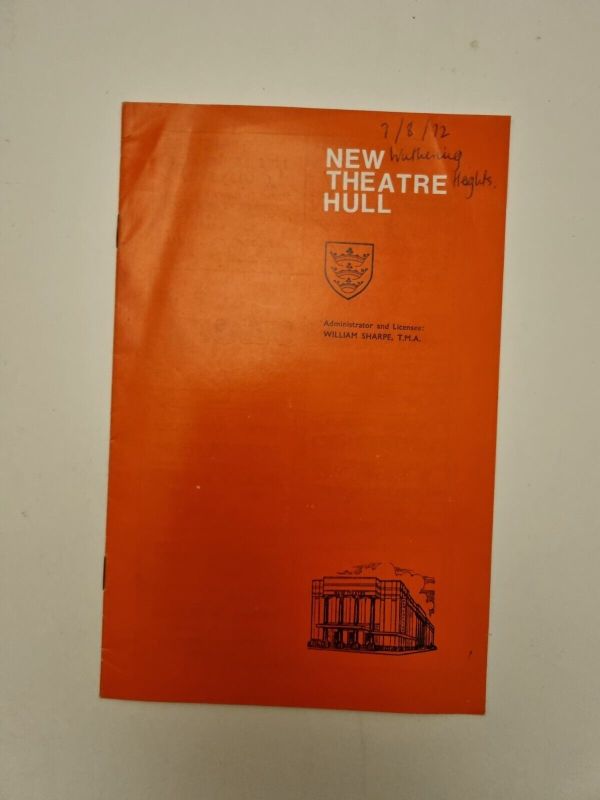 7/8/72
Wuthering
Heights.
NEW
THEATRE
HULL
Administrator and Licensee:
WILLIAM SHARPE, T.M.A.